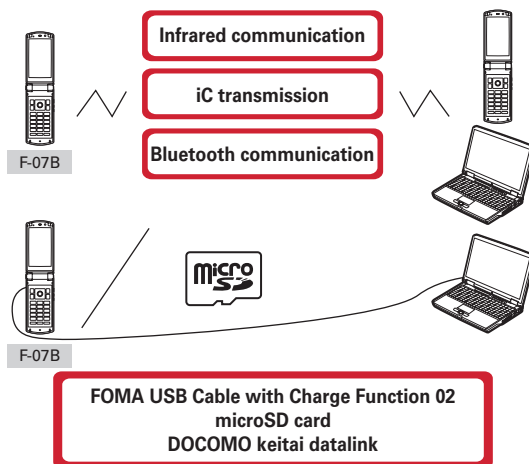 Infrared communication
iC transmission
Bluetooth communication
F-07B
micro
SD
F-07B
FOMA USB Cable with Charge Function 02
microSD card
DOCOMO keitai datalink